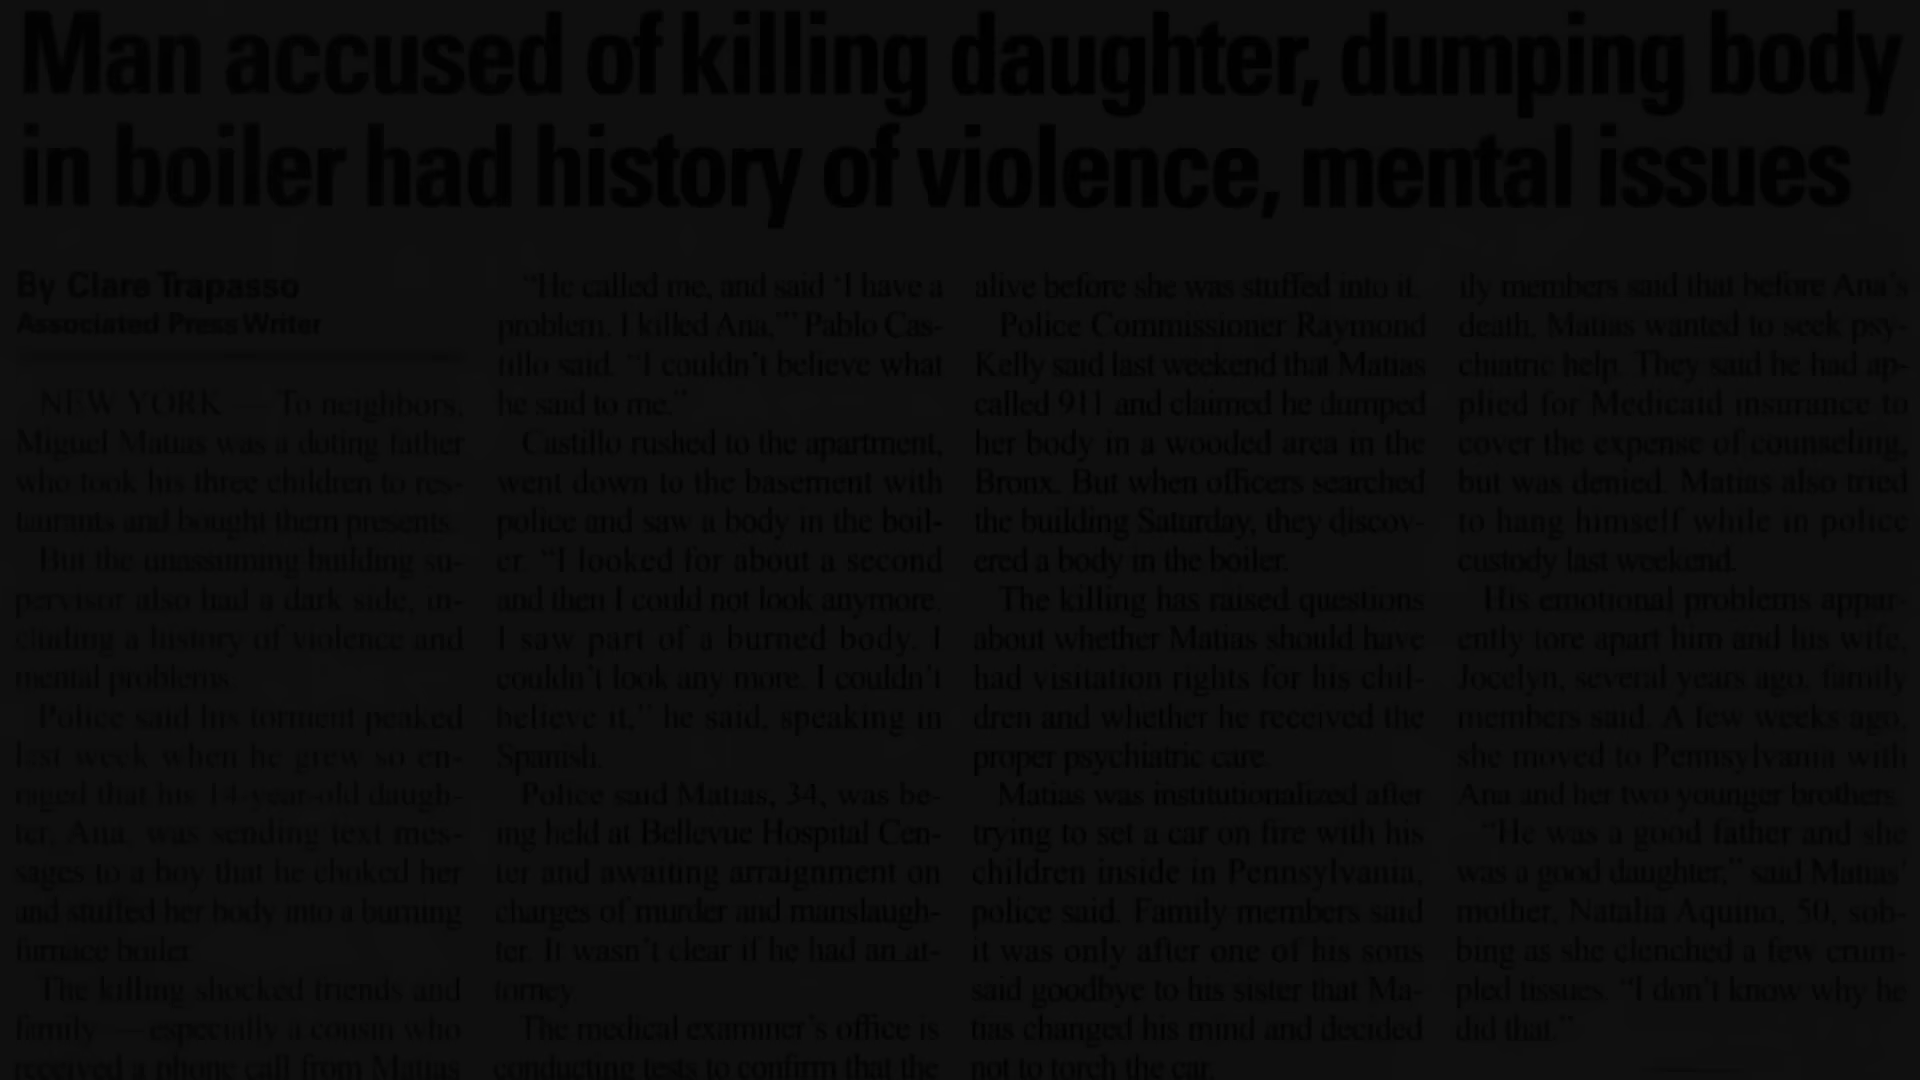 Man accused of killing daughter, dumping body
in boiler had history of violence, mental issues
By Clare Trapasso
Associated Press Writer
NEW YORK — To neighbors,
Miguel Matias was a doting father
who took his three children to res-
taurants and bought them presents.
But the unassuming building su-
pervisor also had a dark side, in-
cluding a history of violence and
mental problems.
Police said his torment peaked
last week when he grew so en-
raged that his 14-year-old daugh-
ter, Ana, was sending text mes-
sages to a boy that he choked her
and stuffed her body into a burning
furnace boiler.
The killing shocked friends and
family — especially a cousin who
received a phone call from Matias
“He called me, and said ‘I have a
problem. I killed Ana,’” Pablo Cas-
tillo said. “I couldn’t believe what
he said to me.”
Castillo rushed to the apartment,
went down to the basement with
police and saw a body in the boil-
er. “I looked for about a second
and then I could not look anymore.
I saw part of a burned body. I
couldn’t look any more. I couldn’t
believe it,” he said, speaking in
Spanish.
Police said Matias, 34, was be-
ing held at Bellevue Hospital Cen-
ter and awaiting arraignment on
charges of murder and manslaugh-
ter. It wasn’t clear if he had an at-
torney.
The medical examiner’s office is
conducting tests to confirm that the
alive before she was stuffed into it.
Police Commissioner Raymond
Kelly said last weekend that Matias
called 911 and claimed he dumped
her body in a wooded area in the
Bronx. But when officers searched
the building Saturday, they discov-
ered a body in the boiler.
The killing has raised questions
about whether Matias should have
had visitation rights for his chil-
dren and whether he received the
proper psychiatric care.
Matias was institutionalized after
trying to set a car on fire with his
children inside in Pennsylvania,
police said. Family members said
it was only after one of his sons
said goodbye to his sister that Ma-
tias changed his mind and decided
not to torch the car.
ily members said that before Ana’s
death, Matias wanted to seek psy-
chiatric help. They said he had ap-
plied for Medicaid insurance to
cover the expense of counseling,
but was denied. Matias also tried
to hang himself while in police
custody last weekend.
His emotional problems appar-
ently tore apart him and his wife,
Jocelyn, several years ago, family
members said. A few weeks ago,
she moved to Pennsylvania with
Ana and her two younger brothers.
“He was a good father and she
was a good daughter,” said Matias’
mother, Natalia Aquino, 50, sob-
bing as she clenched a few crum-
pled tissues. “I don’t know why he
did that.”